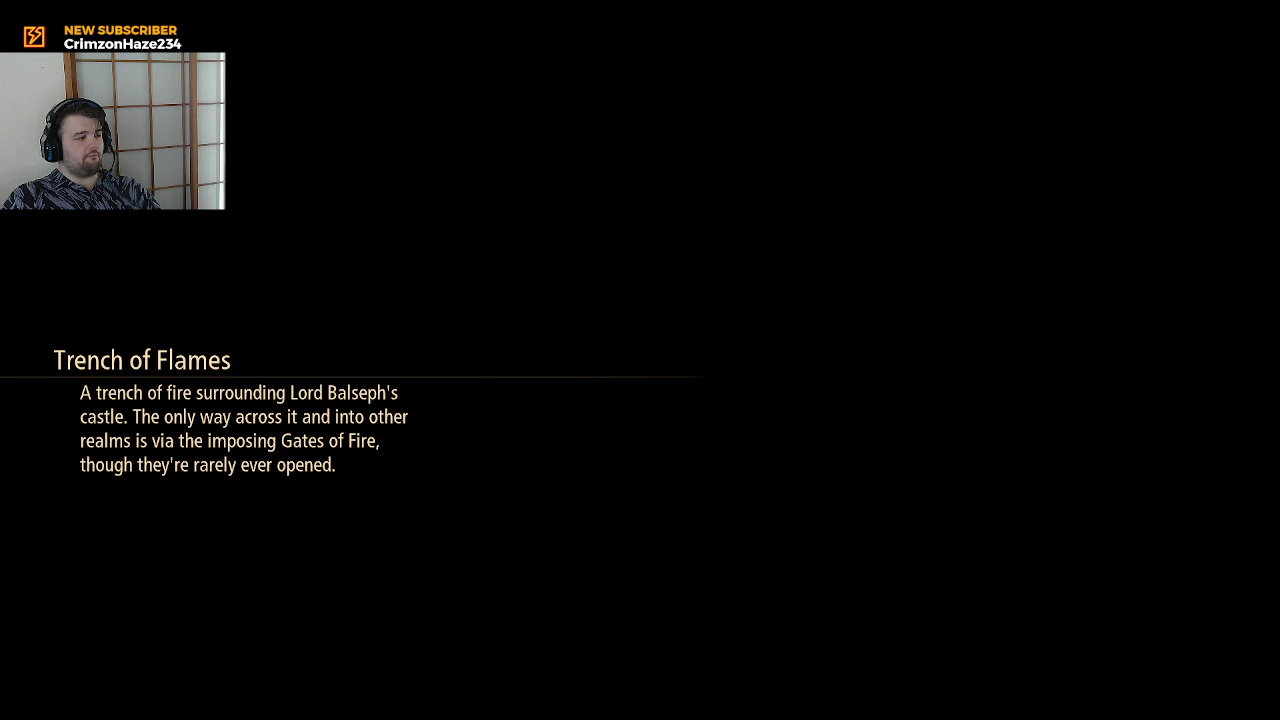 NEW SUBSCRIBER
CrimzonHaze234
Trench of Flames
A trench of fire surrounding Lord Balseph's
castle. The only way across it and into other
realms is via the imposing Gates of Fire,
though they're rarely ever opened.